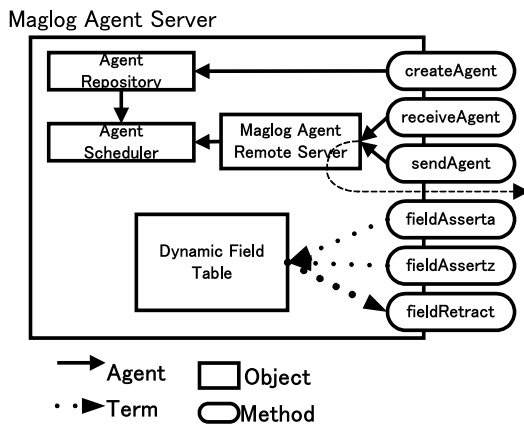 Maglog Agent Server
Agent
Repository
createAgent
receiveAgent
Agent
Scheduler
Maglog Agent
Remote Server
sendAgent
fieldAsserta
Dynamic Field
Table
fieldAssertz
fieldRetract
Agent
Object
Term
Method